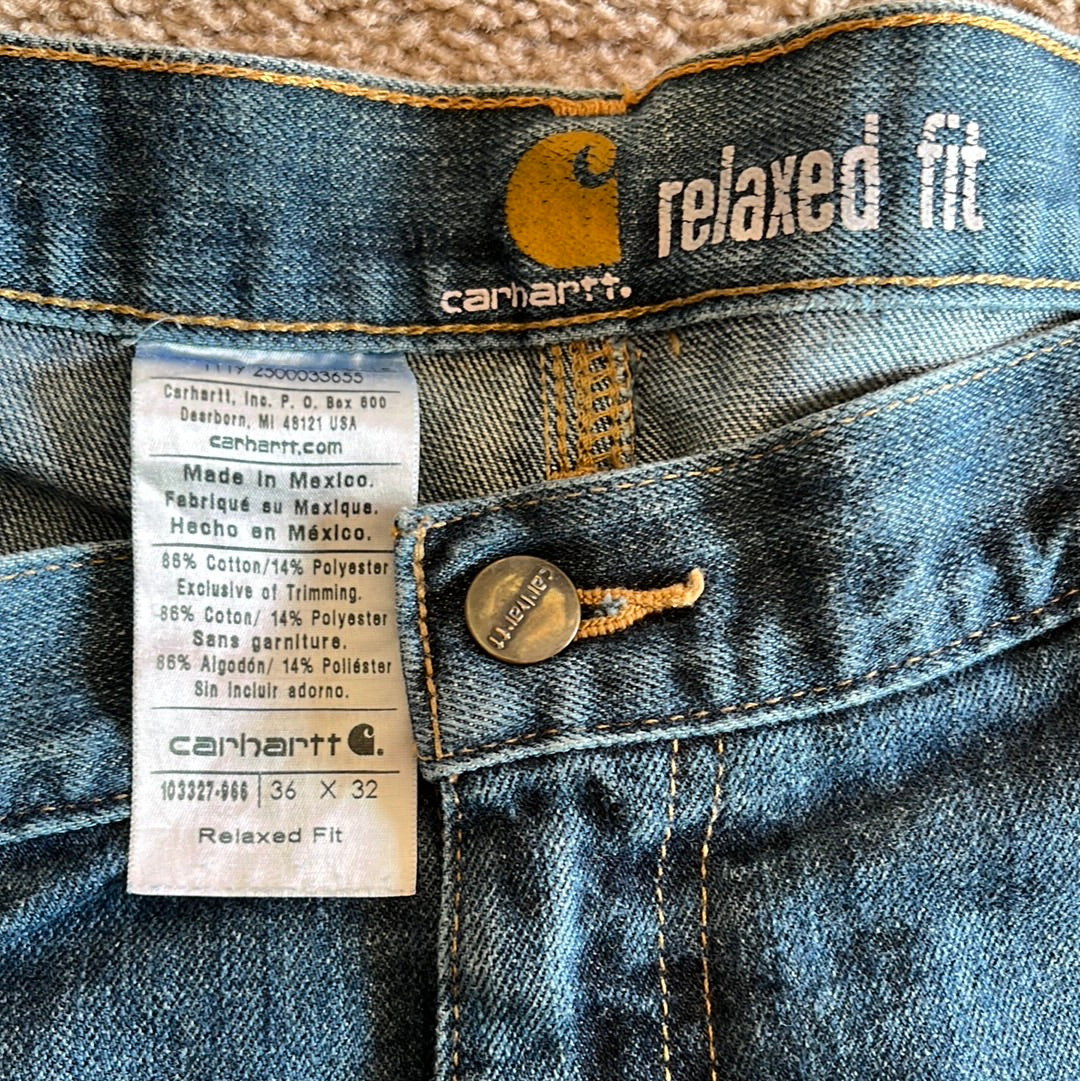 relaxed fit
carhartt.
1119 2500033655
Carhartt, Inc. P. O. Box 600
Dearborn, MI 48121 USA
carhartt.com
Made in Mexico.
Fabriqué au Mexique.
Hecho en México.
86% Cotton/14% Polyester
Exclusive of Trimming.
86% Coton/ 14% Polyester
Sans garniture.
86% Algodón/ 14% Poliéster
Sin incluir adorno.
carhartt
103327-966 | 36 X 32
Relaxed Fit
carhartt